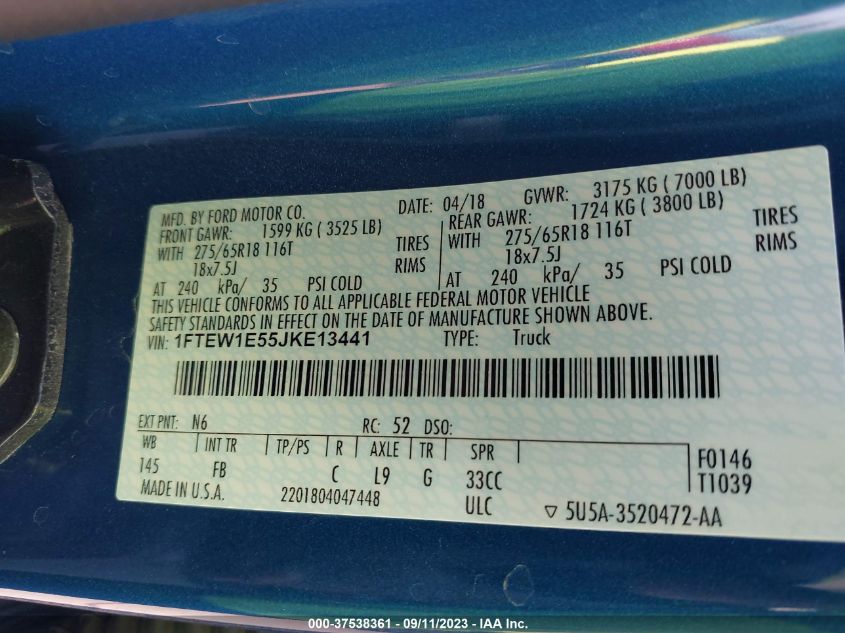 MFD. BY FORD MOTOR CO. DATE: 04/18 GVWR: 3175 KG ( 7000 LB)
FRONT GAWR: 1599 KG ( 3525 LB) REAR GAWR: 1724 KG ( 3800 LB)
WITH 275/65R18 116T TIRES WITH 275/65R18 116T TIRES
18x7.5J RIMS 18x7.5J RIMS
AT 240 kPa/ 35 PSI COLD AT 240 kPa/ 35 PSI COLD
THIS VEHICLE CONFORMS TO ALL APPLICABLE FEDERAL MOTOR VEHICLE
SAFETY STANDARDS IN EFFECT ON THE DATE OF MANUFACTURE SHOWN ABOVE.
VIN: 1FTEW1E55JKE13441 TYPE: Truck
EXT PNT: N6 RC: 52 DSO:
WB INT TR TP/PS R AXLE TR SPR
145 FB C L9 G 33CC F0146
T1039
MADE IN U.S.A. 2201804047448 ULC ▽ 5U5A-3520472-AA
000-37538361 - 09/11/2023 - IAA Inc.